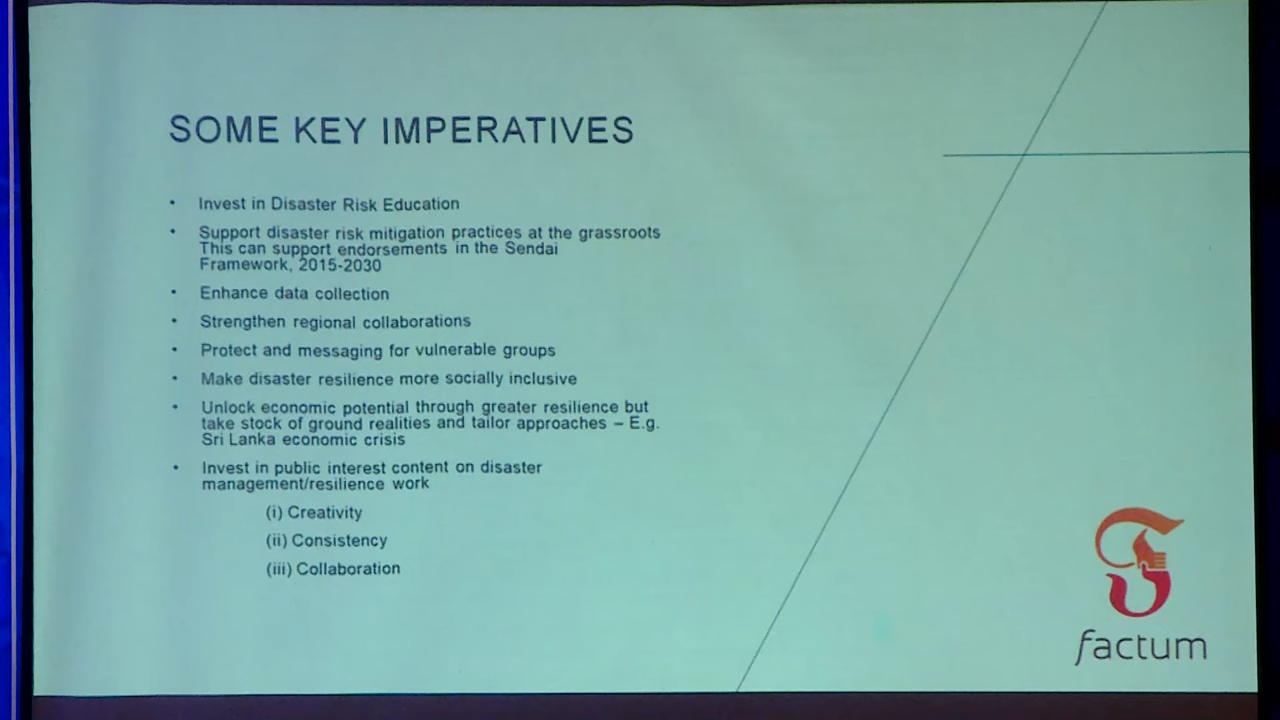 SOME KEY IMPERATIVES
• Invest in Disaster Risk Education
• Support disaster risk mitigation practices at the grassroots
This can support endorsements in the Sendai
Framework, 2015-2030
• Enhance data collection
• Strengthen regional collaborations
• Protect and messaging for vulnerable groups
• Make disaster resilience more socially inclusive
• Unlock economic potential through greater resilience but
take stock of ground realities and tailor approaches – E.g.
Sri Lanka economic crisis
• Invest in public interest content on disaster
management/resilience work
(i) Creativity
(ii) Consistency
(iii) Collaboration
factum